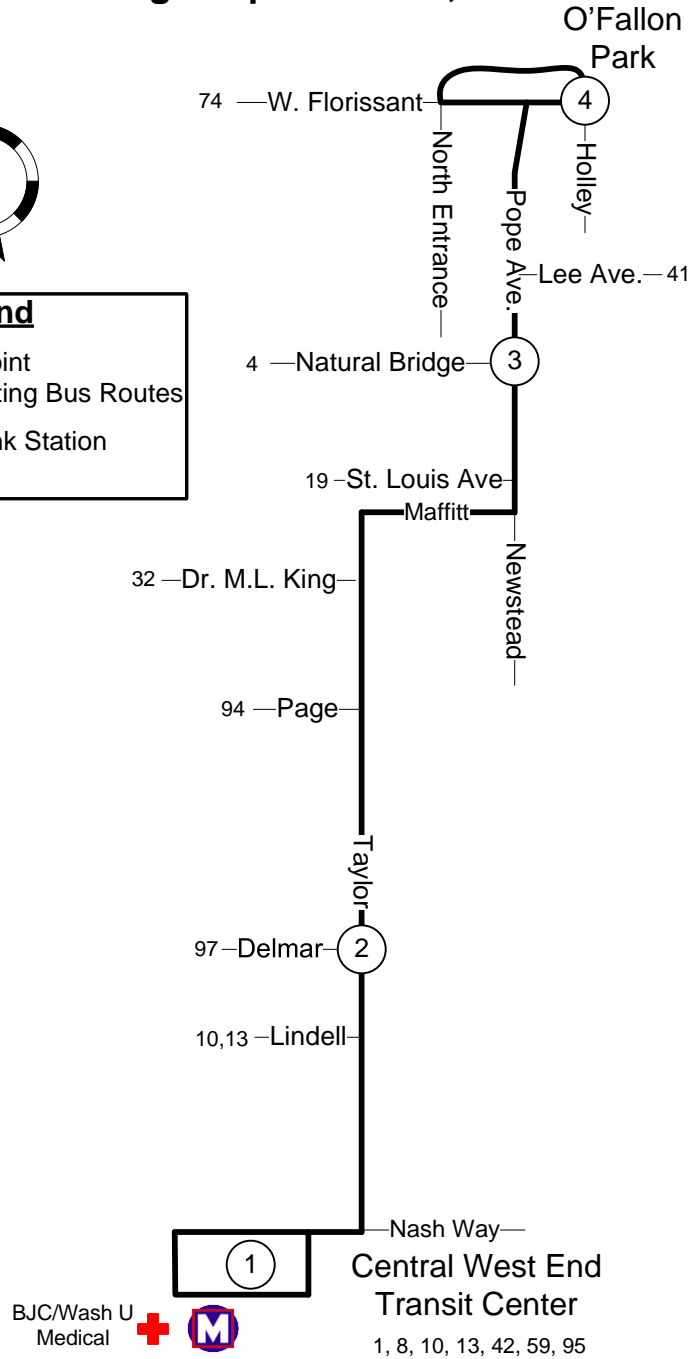 O'Fallon
Park
74
W. Florissant
4
North Entrance
Holley
Pope Ave.
Lee Ave.
41
4
Natural Bridge
3
19
St. Louis Ave
Maffitt
Newstead
32
Dr. M.L. King
94
Page
Taylor
97
Delmar
2
10,13
Lindell
Nash Way
1
Central West End
Transit Center
1, 8, 10, 13, 42, 59, 95
BJC/Wash U
Medical
M
ting Bus Routes
Station